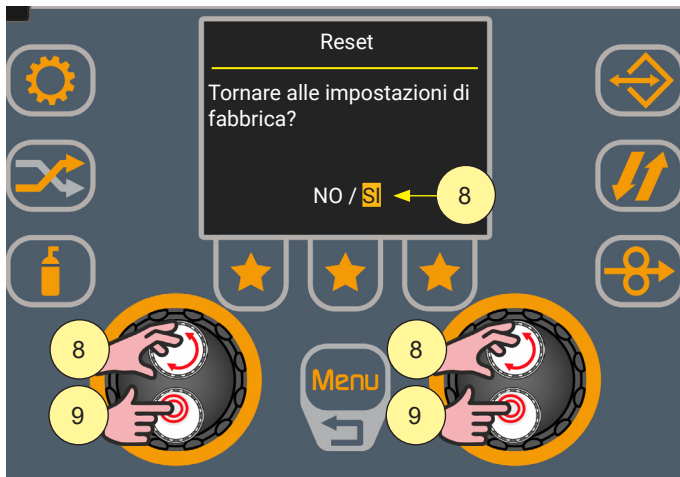 Reset
Tornare alle impostazioni di
fabbrica?
NO / SI
8
8
8
9
Menu
9